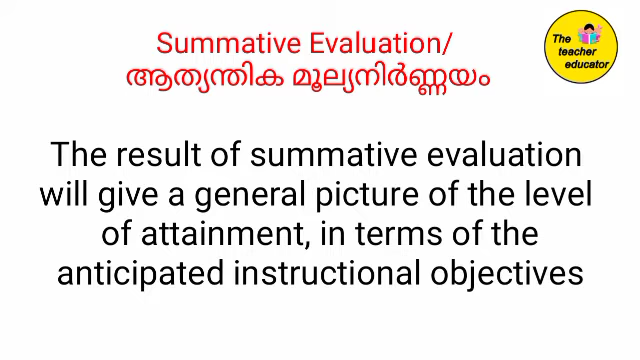 Summative Evaluation/
ആത്യന്തിക മൂല്യനിർണ്ണയം
The
teacher
educator
The result of summative evaluation
will give a general picture of the level
of attainment, in terms of the
anticipated instructional objectives